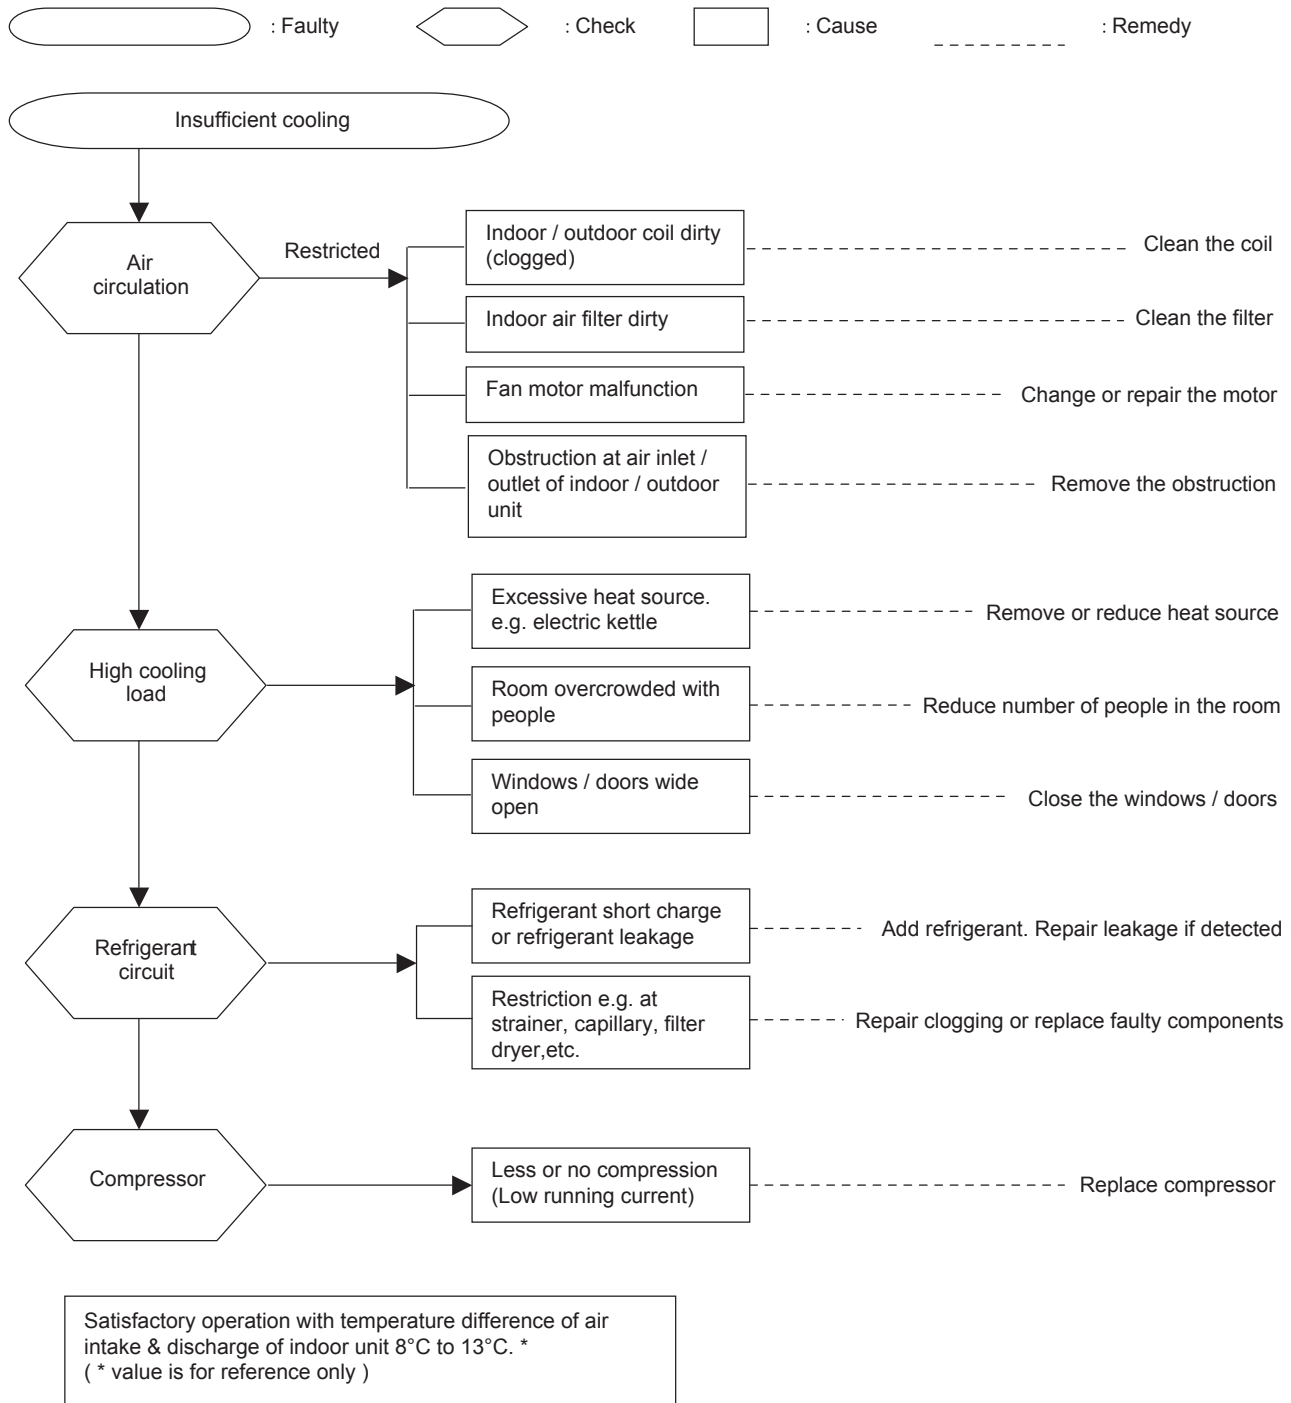 : Faulty
: Check
: Cause
: Remedy
Insufficient cooling
Air
circulation
Restricted
Indoor / outdoor coil dirty
(clogged)
Clean the coil
Indoor air filter dirty
Clean the filter
Fan motor malfunction
Change or repair the motor
Obstruction at air inlet /
outlet of indoor / outdoor
unit
Remove the obstruction
High cooling
load
Excessive heat source.
e.g. electric kettle
Remove or reduce heat source
Room overcrowded with
people
Reduce number of people in the room
Windows / doors wide
open
Close the windows / doors
Refrigerant
circuit
Refrigerant short charge
or refrigerant leakage
Add refrigerant. Repair leakage if detected
Restriction e.g. at
strainer, capillary, filter
dryer,etc.
Repair clogging or replace faulty components
Compressor
Less or no compression
(Low running current)
Replace compressor
Satisfactory operation with temperature difference of air
intake & discharge of indoor unit 8°C to 13°C. *
( * value is for reference only )